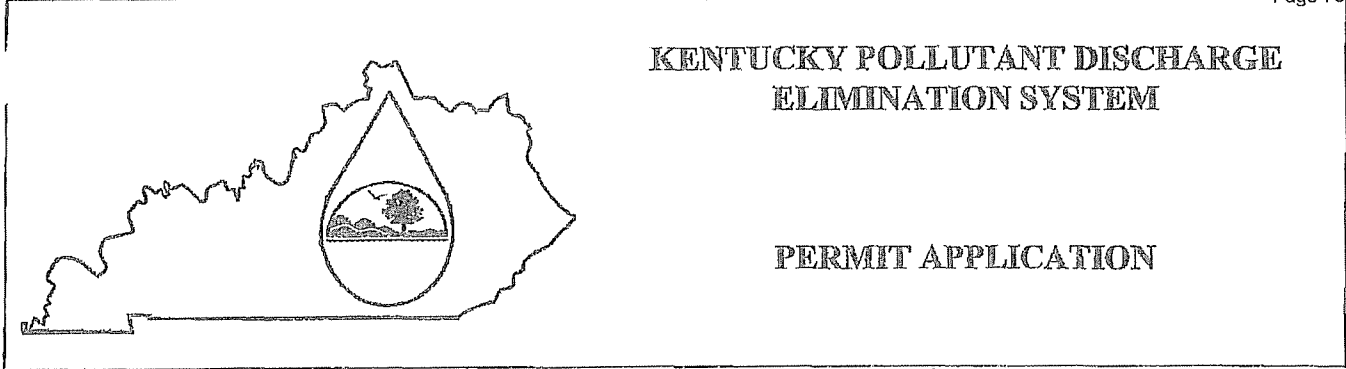 KENTUCKY POLLUTANT DISCHARGE
ELIMINATION SYSTEM
PERMIT APPLICATION